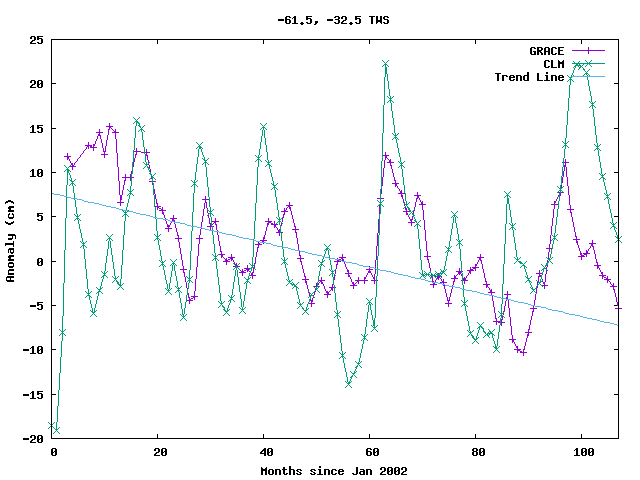 -61.5, -32.5 TWS
GRACE
CLM
Trend Line
25
20
15
10
5
0
-5
-10
-15
-20
Anomaly (cm)
0 20 40 60 80 100
Months since Jan 2002